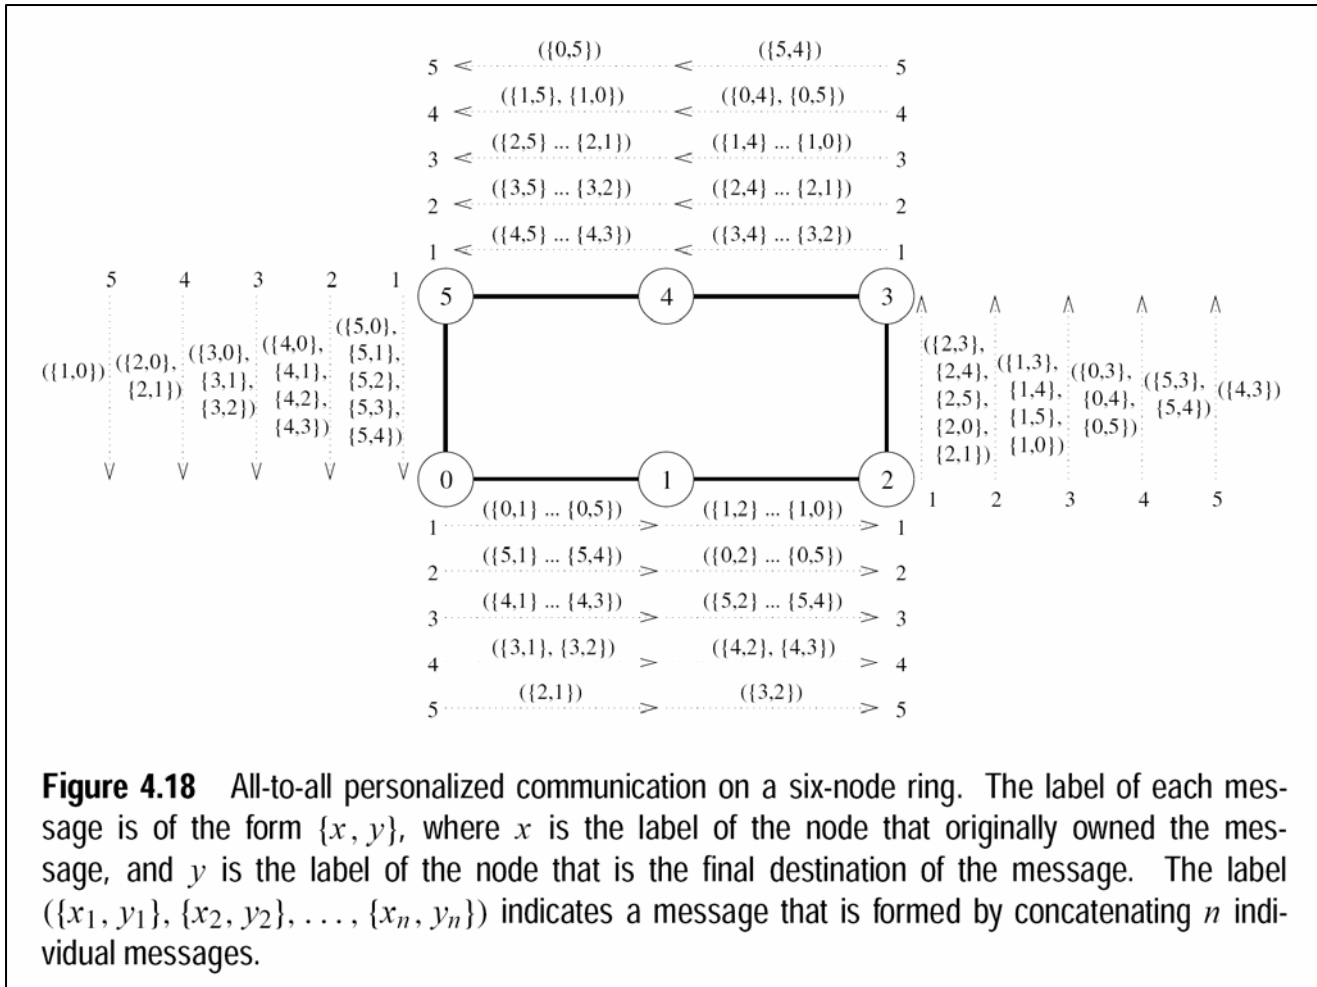 ({0,5}) ({5,4})
5 5
({1,5}, {1,0}) ({0,4}, {0,5})
4 4
({2,5} ... {2,1}) ({1,4} ... {1,0})
3 3
({3,5} ... {3,2}) ({2,4} ... {2,1})
2 2
({4,5} ... {4,3}) ({3,4} ... {3,2})
1 1
5 4 3 2 1
5 4 3
({1,0})
({2,0},
{2,1})
({3,0},
{3,1},
{3,2})
({4,0},
{4,1},
{4,2},
{4,3})
({5,0},
{5,1},
{5,2},
{5,3},
{5,4})
({2,3},
{2,4},
{2,5},
{2,0},
{2,1})
({1,3},
{1,4},
{1,5},
{1,0})
({0,3},
{0,4},
{0,5})
({5,3},
{5,4})
({4,3})
0 1 2
1 2 3 4 5
({0,1} ... {0,5}) ({1,2} ... {1,0})
1 1
({5,1} ... {5,4}) ({0,2} ... {0,5})
2 2
({4,1} ... {4,3}) ({5,2} ... {5,4})
3 3
({3,1}, {3,2}) ({4,2}, {4,3})
4 4
({2,1}) ({3,2})
5 5
Figure 4.18 All-to-all personalized communication on a six-node ring. The label of each mes-
sage is of the form {x, y}, where x is the label of the node that originally owned the mes-
sage, and y is the label of the node that is the final destination of the message. The label
({x₁, y₁}, {x₂, y₂}, . . . , {xₙ, yₙ}) indicates a message that is formed by concatenating n indi-
vidual messages.